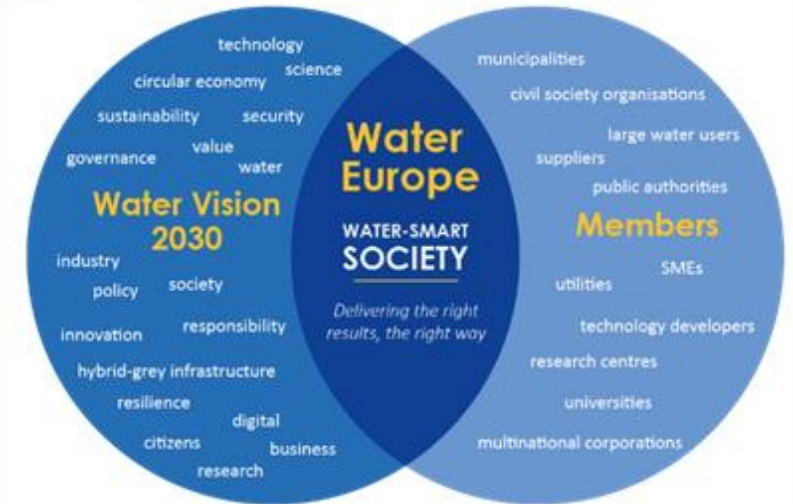 technology
science
circular economy
sustainability
security
value
governance
water
Water Vision
2030
industry
society
policy
responsibility
innovation
hybrid-grey infrastructure
resilience
digital
citizens
business
research
Water
Europe
WATER-SMART
SOCIETY
Delivering the right
results, the right way
municipalities
civil society organisations
large water users
suppliers
public authorities
Members
SMEs
utilities
technology developers
research centres
universities
multinational corporations